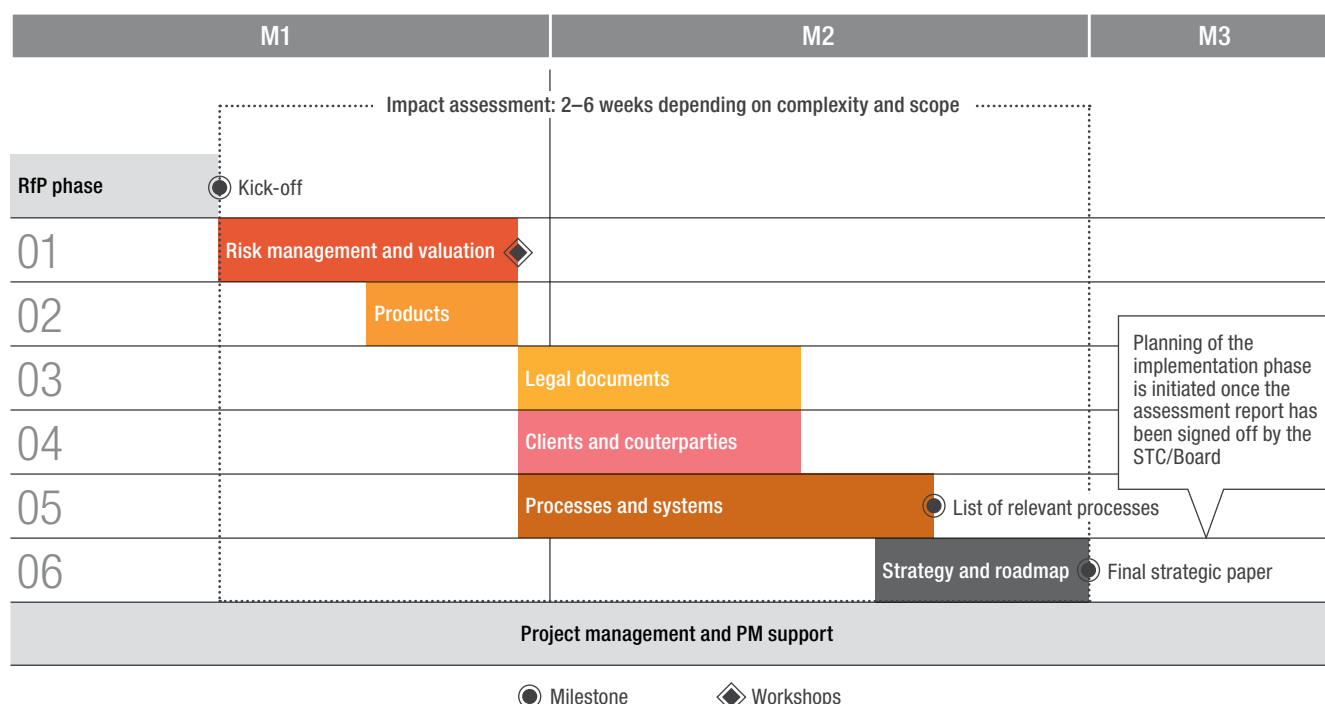 M1
M2
M3
Impact assessment: 2–6 weeks depending on complexity and scope
RfP phase
Kick-off
01
Risk management and valuation
02
Products
03
Legal documents
04
Clients and couterparties
05
Processes and systems
List of relevant processes
06
Strategy and roadmap
Final strategic paper
Planning of the
implementation phase
is initiated once the
assessment report has
been signed off by the
STC/Board
Project management and PM support
Milestone
Workshops